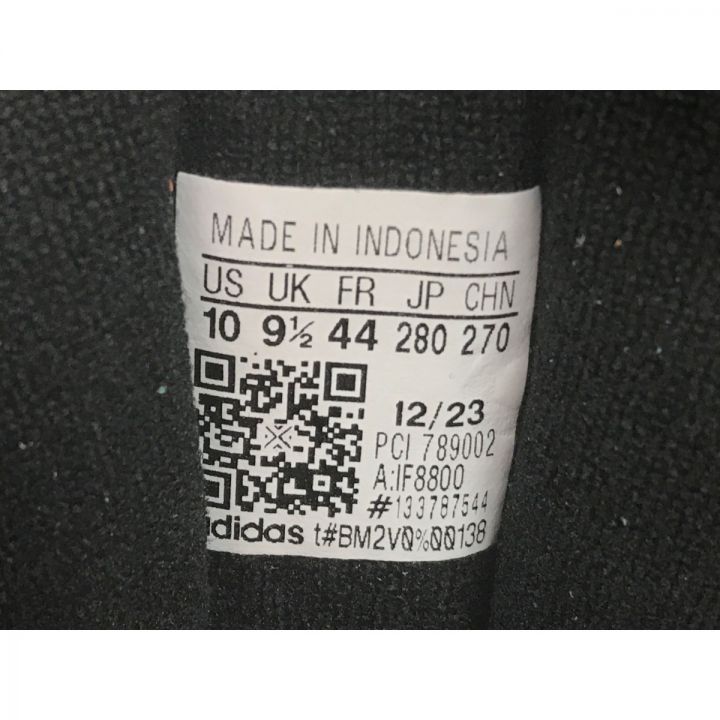 MADE IN INDONESIA
US UK FR JP CHN
10 9½ 44 280 270
12/23
PCI 789002
A:IF8800
#133787544
adidas t#BM2V0%00138